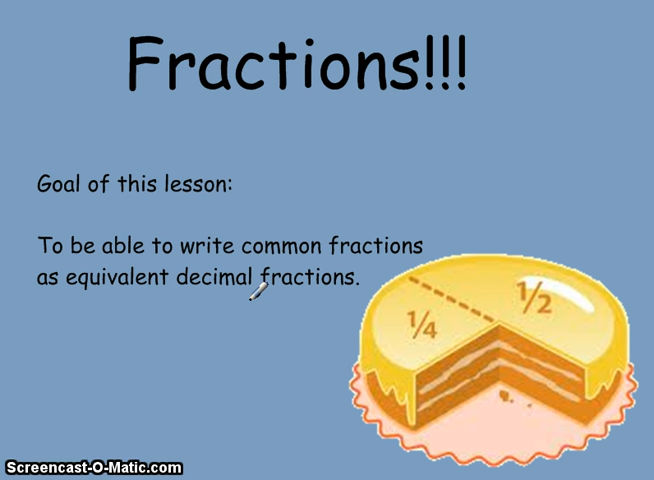 Fractions!!!
Goal of this lesson:
To be able to write common fractions
as equivalent decimal fractions.
1/2
1/4
Screencast-O-Matic.com